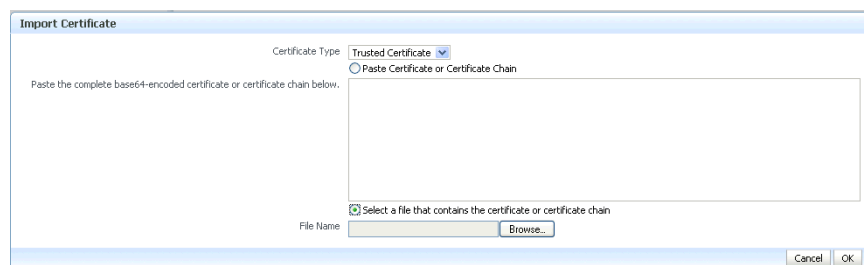 Import Certificate
Certificate Type Trusted Certificate
Paste Certificate or Certificate Chain
Paste the complete base64-encoded certificate or certificate chain below.
Select a file that contains the certificate or certificate chain
File Name Browse...
Cancel OK